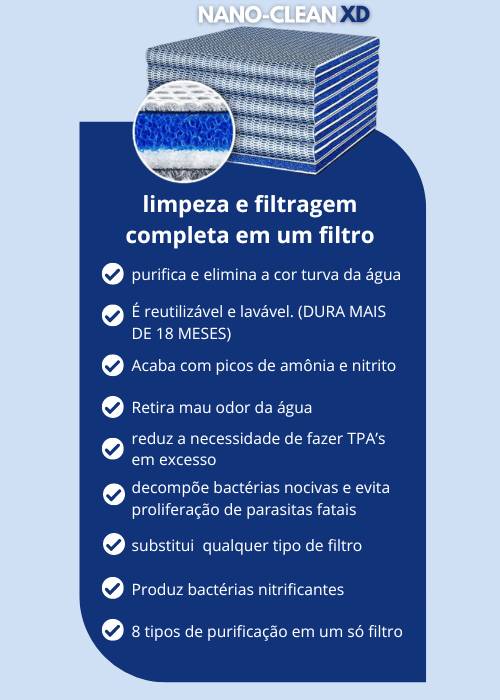 NANO-CLEAN XD
limpeza e filtragem
completa em um filtro
purifica e elimina a cor turva da água
É reutilizável e lavável. (DURA MAIS
DE 18 MESES)
Acaba com picos de amônia e nitrito
Retira mau odor da água
reduz a necessidade de fazer TPA’s
em excesso
decompõe bactérias nocivas e evita
proliferação de parasitas fatais
substitui  qualquer tipo de filtro
Produz bactérias nitrificantes
8 tipos de purificação em um só filtro